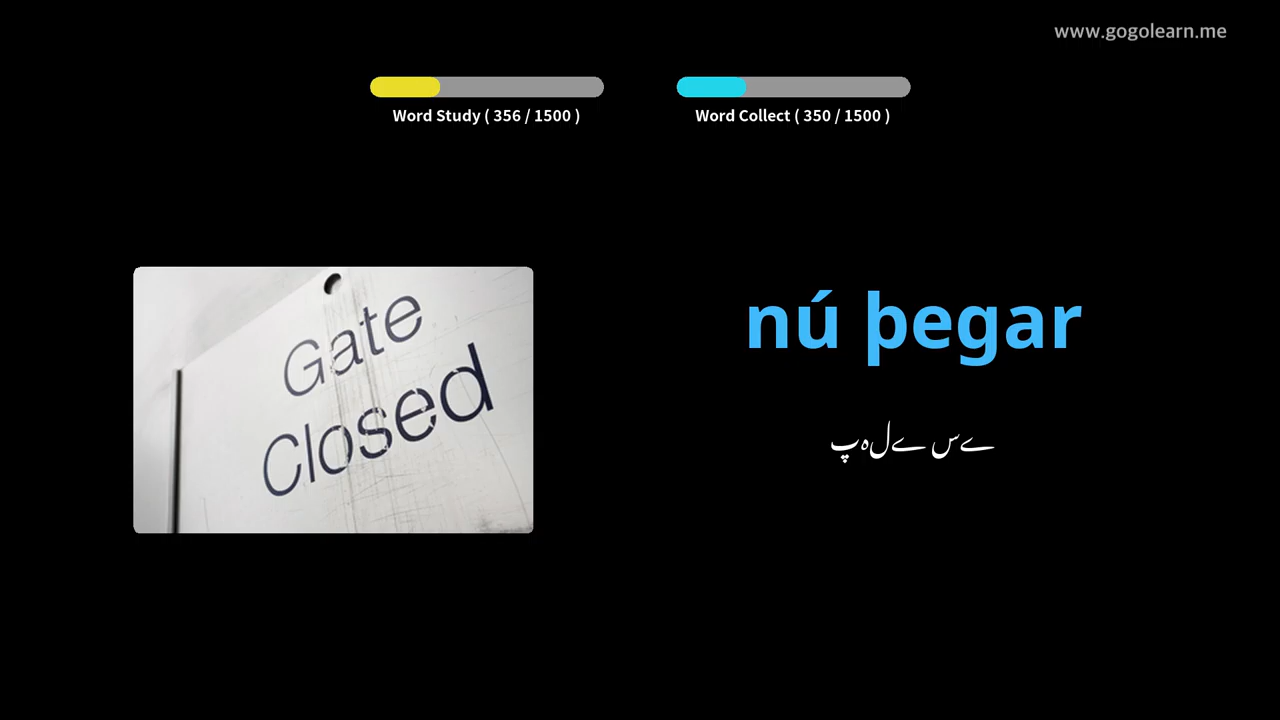 www.gogolearn.me
Word Study ( 356 / 1500 )
Word Collect ( 350 / 1500 )
Gate
Closed
nú þegar
پہلے سے